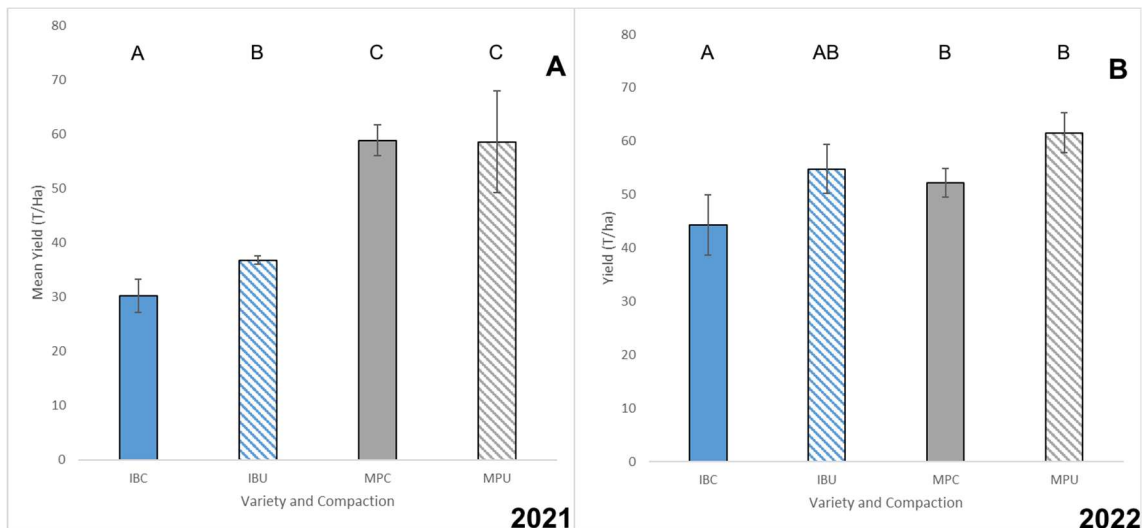 80
70
60
50
40
30
20
10
0
Mean Yield (T/Ha)
A B C C
A
IBC IBU MPC MPU
Variety and Compaction
2021
80
70
60
50
40
30
20
10
0
Yield (T/ha)
A AB B B
B
IBC IBU MPC MPU
Variety and Compaction
2022